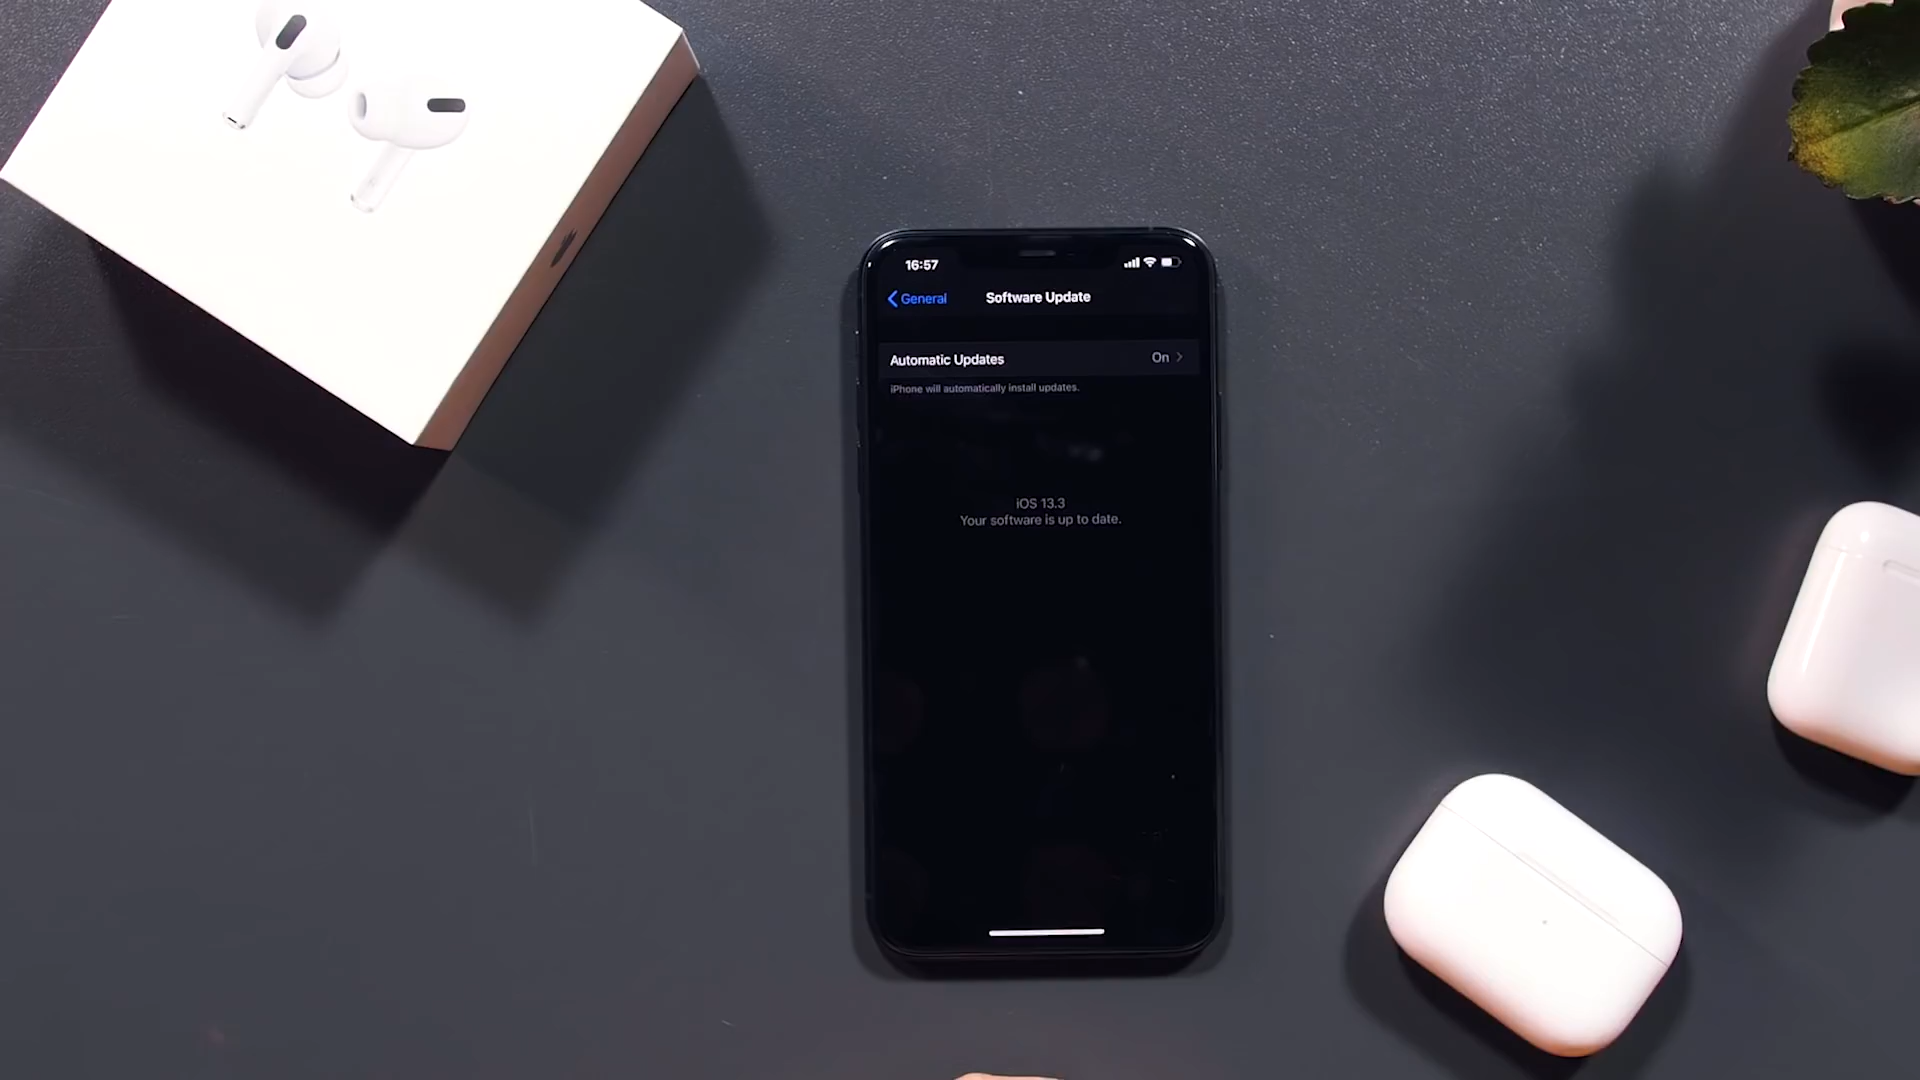 16:57
General
Software Update
Automatic Updates
On
iPhone will automatically install updates.
iOS 13.3
Your software is up to date.